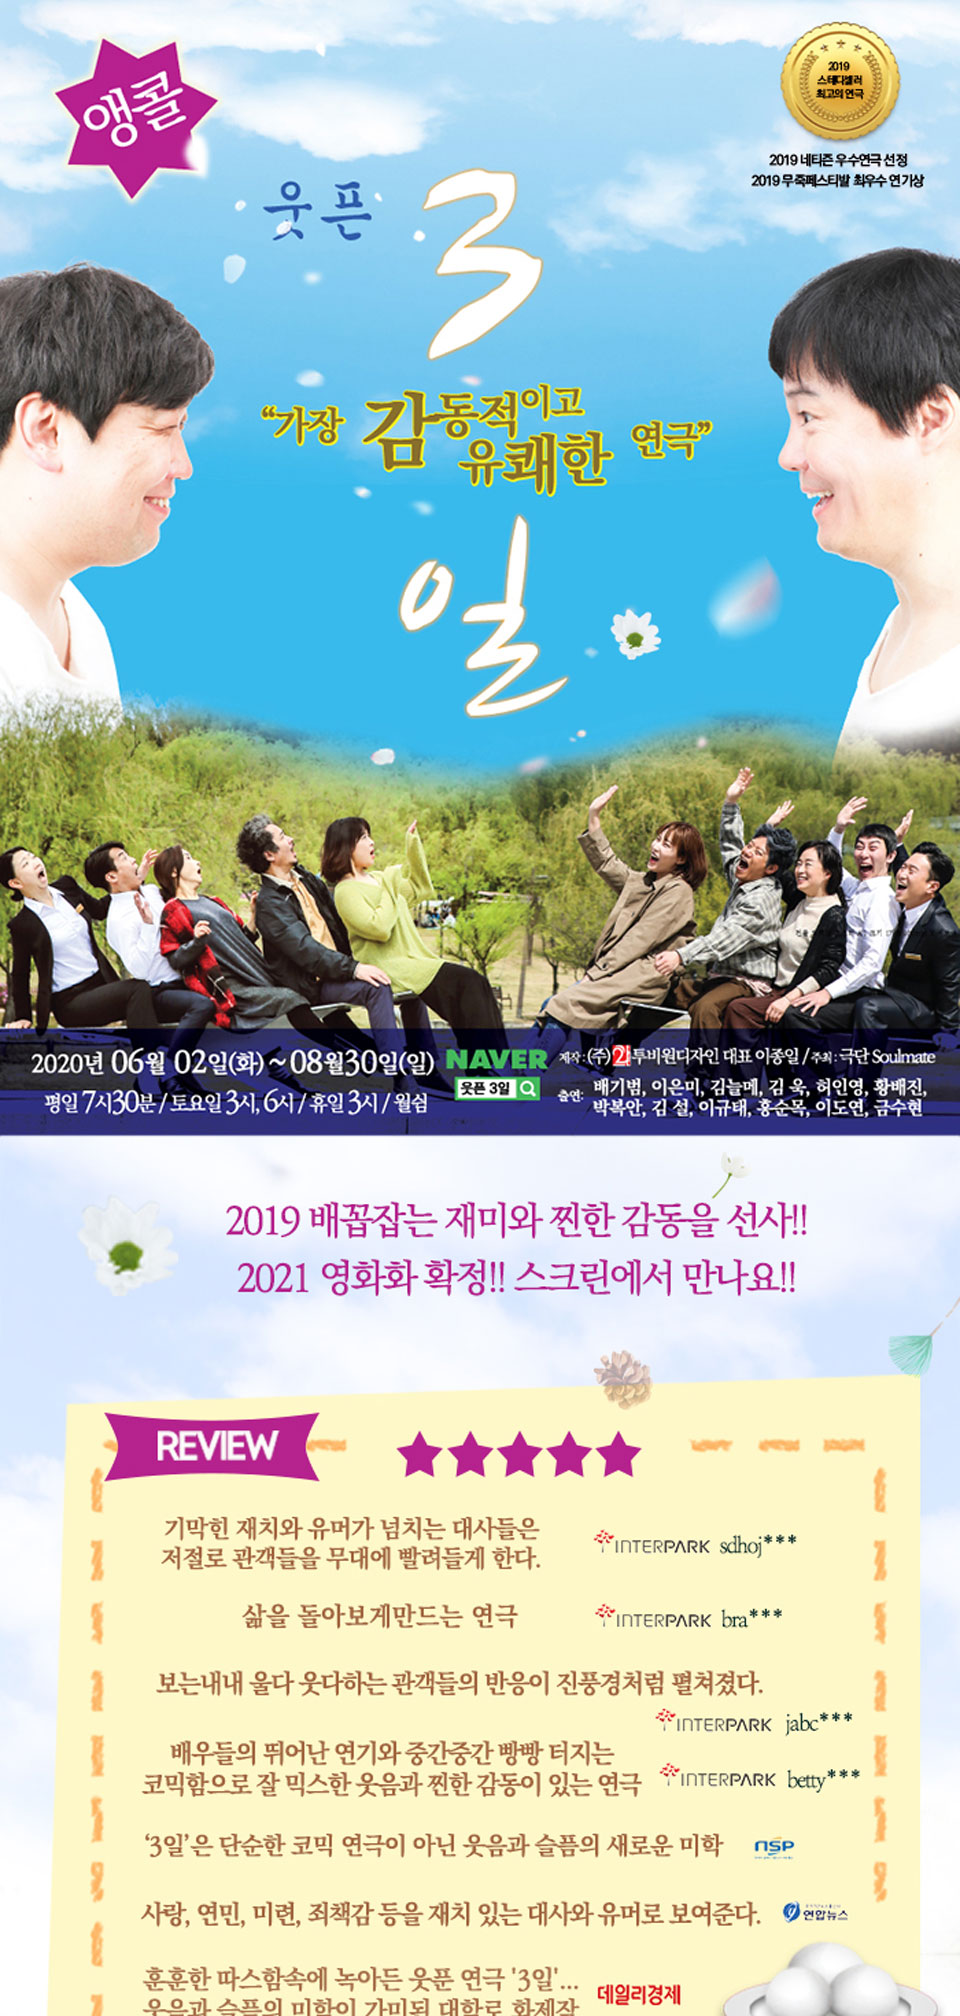 앵콜
2019
스테디셀러
최고의 연극
2019 네티즌 우수연극 선정
2019 무죽페스티발 최우수 연기상
웃픈
3
"가장 감동적이고
유쾌한 연극"
일
2020년 06월 02일(화)~08월30일(일)
평일 7시30분 / 토요일 3시, 6시 / 휴일 3시 / 월쉼
NAVER
웃픈 3일
제작 : (주)21투비원디자인 대표 이종일 / 주최 : 극단 Soulmate
출연: 배기범, 이은미, 김늘메, 김 욱, 허인영, 황배진,
박복안, 김 설, 이규태, 홍순목, 이도연, 금수현
2019 배꼽잡는 재미와 찐한 감동을 선사!!
2021 영화화 확정!! 스크린에서 만나요!!
REVIEW
기막힌 재치와 유머가 넘치는 대사들은
저절로 관객들을 무대에 빨려들게 한다.
INTERPARK sdhoj***
삶을 돌아보게만드는 연극
INTERPARK bra***
보는내내 울다 웃다하는 관객들의 반응이 진풍경처럼 펼쳐졌다.
INTERPARK jabc***
배우들의 뛰어난 연기와 중간중간 빵빵 터지는
코믹함으로 잘 믹스한 웃음과 찐한 감동이 있는 연극
INTERPARK betty***
'3일'은 단순한 코믹 연극이 아닌 웃음과 슬픔의 새로운 미학
NSP
사랑, 연민, 미련, 죄책감 등을 재치 있는 대사와 유머로 보여준다.
연합뉴스
훈훈한 따스함속에 녹아든 웃픈 연극 '3일'...
데일리경제
웃음과 슬픔의 미학이 가미된 대학로 화제작